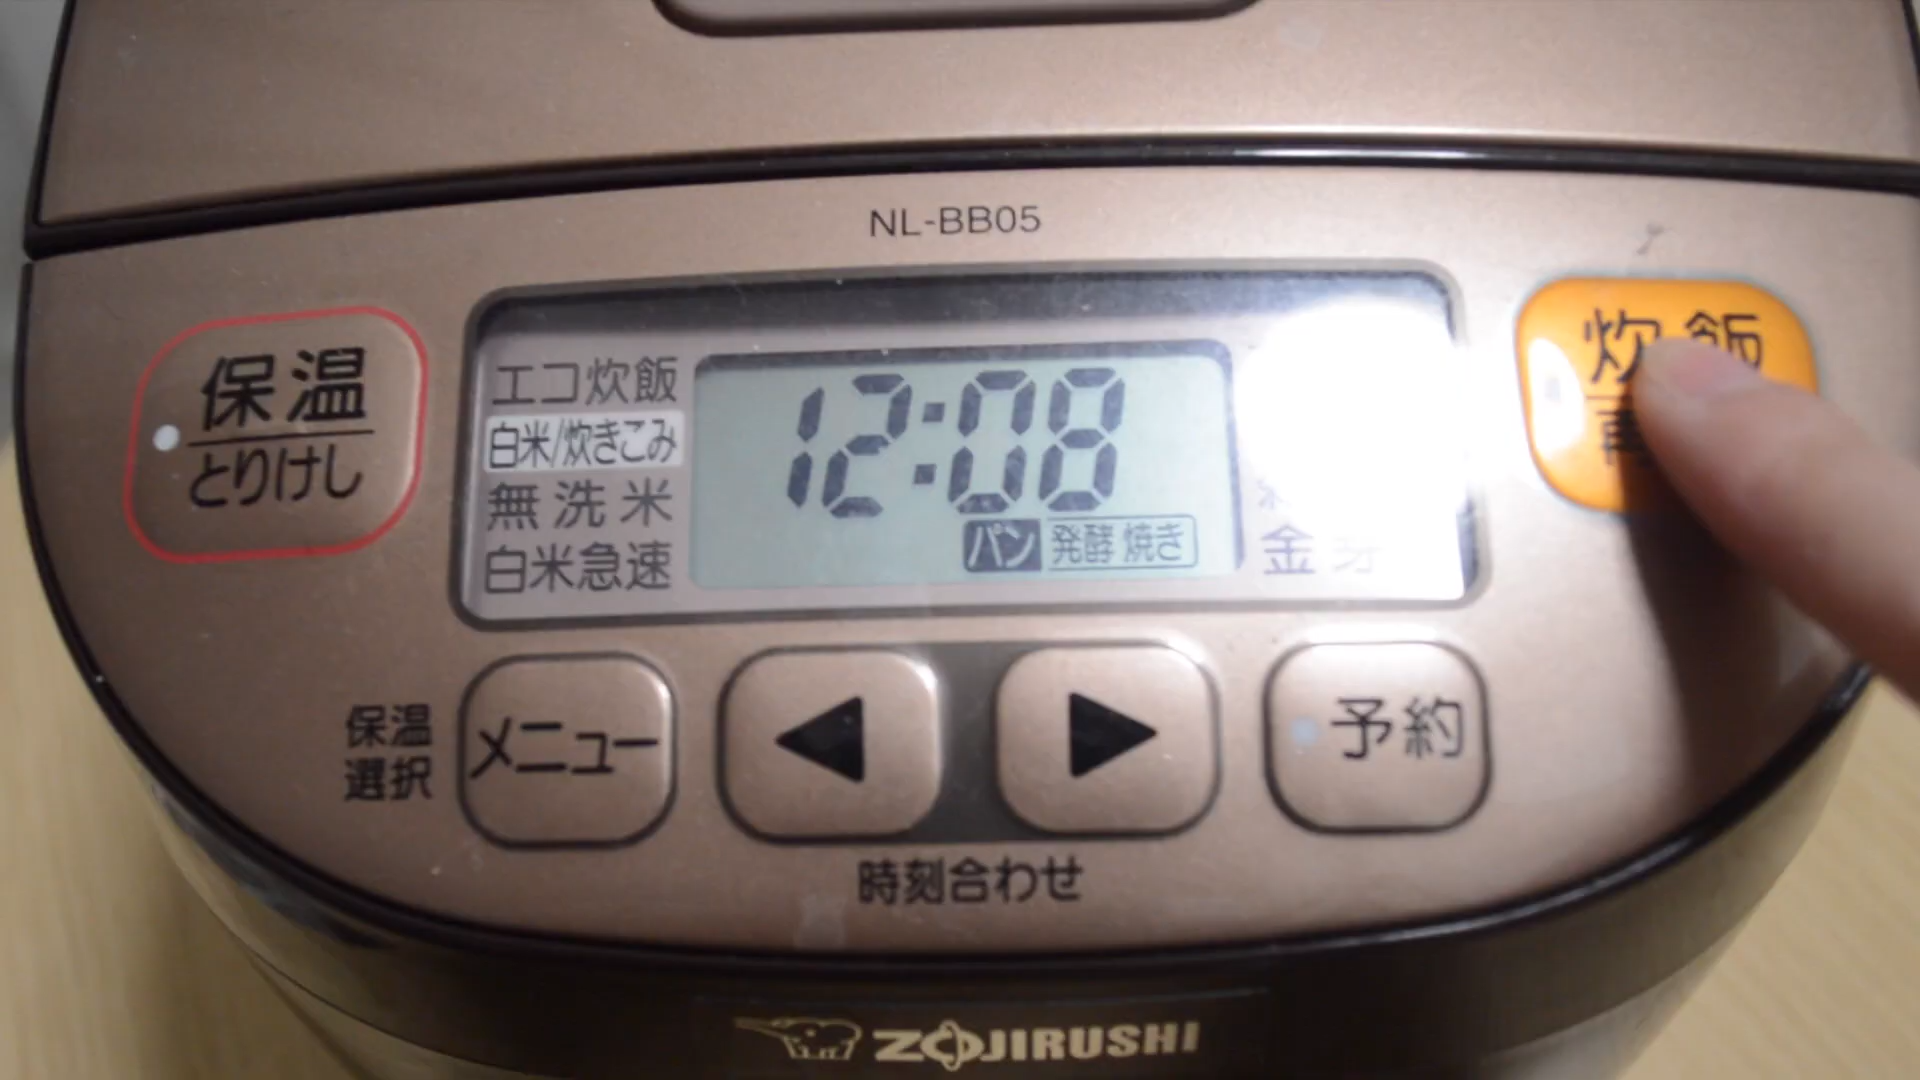 NL-BB05
保温
とりけし
エコ炊飯
白米/炊きこみ
無洗米
白米急速
12:08
パン 発酵 焼き
金芽
炊飯
保温
選択
メニュー
◀
▶
予約
時刻合わせ
ZOJIRUSHI